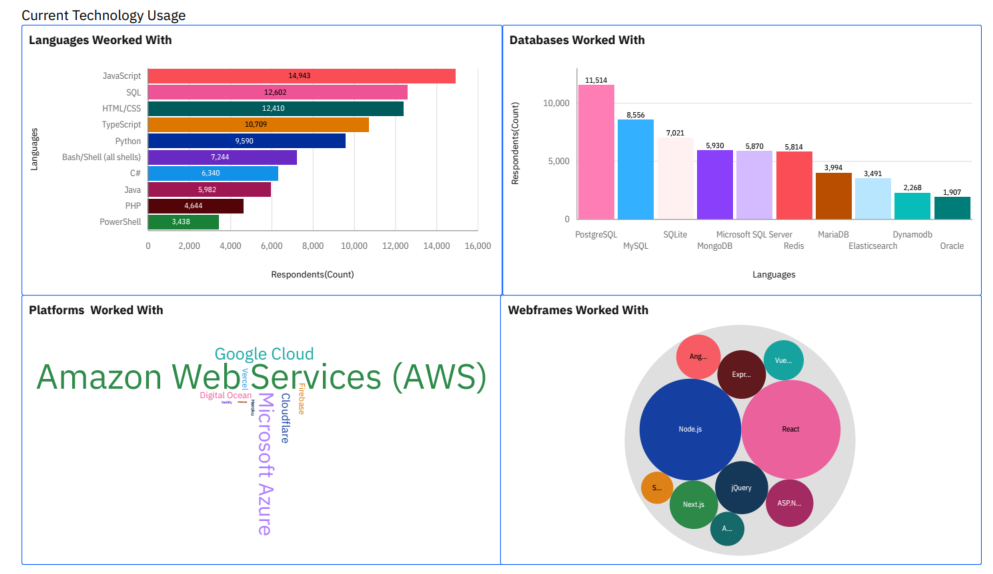 Current Technology Usage
Languages Weorked With
Languages
JavaScript 14,943
SQL 12,602
HTML/CSS 12,410
TypeScript 10,709
Python 9,590
Bash/Shell (all shells) 7,244
C# 6,340
Java 5,982
PHP 4,644
PowerShell 3,438
0 2,000 4,000 6,000 8,000 10,000 12,000 14,000 16,000
Respondents(Count)
Databases Worked With
Respondents(Count)
10,000
5,000
0
11,514 8,556 7,021 5,930 5,870 5,814 3,994 3,491 2,268 1,907
PostgreSQL SQLite Microsoft SQL Server MariaDB Dynamodb
MySQL MongoDB Redis Elasticsearch Oracle
Languages
Platforms Worked With
Google Cloud
Amazon Web Services (AWS)
Vercel
Digital Ocean
Firebase
Cloudflare
Microsoft Azure
Webframes Worked With
Ang...
Expr...
Vue...
Node.js
React
S...
Next.js
jQuery
ASP.N...
A...